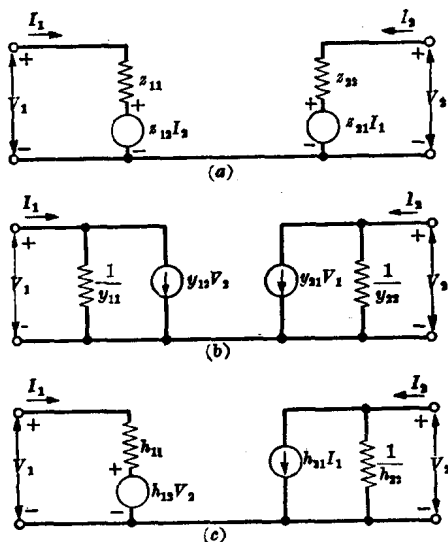 I₁ I₂
+ +
z₁₁ z₂₂
V₁ + + V₂
z₁₂I₂ z₂₁I₁
- - - -
(a)
I₁ I₂
+ +
V₁ 1/y₁₁ y₁₂V₂ y₂₁V₁ 1/y₂₂ V₂
- -
(b)
I₁ I₂
+ +
h₁₁
V₁ + h₂₁I₁ 1/h₂₂ V₂
h₁₂V₂
- - -
(c)